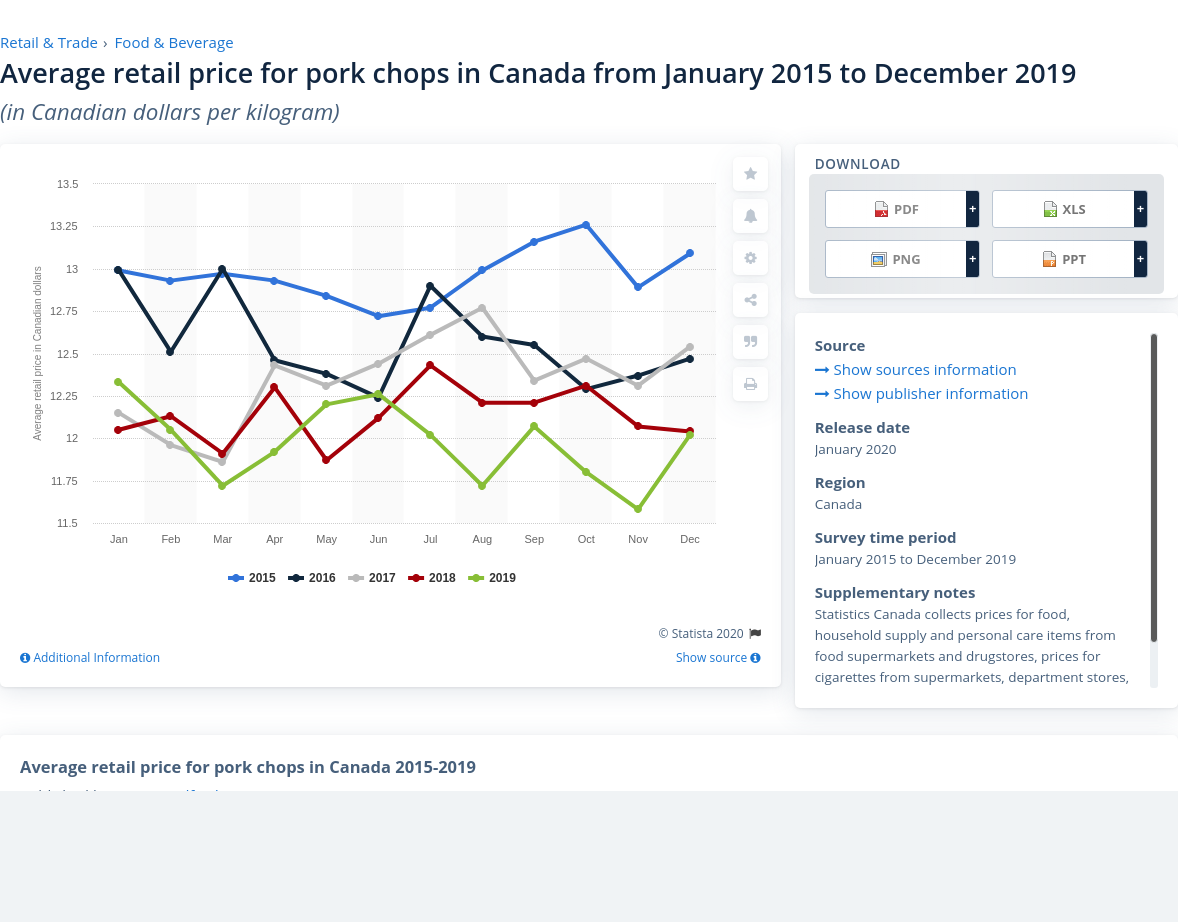 Retail & Trade › Food & Beverage
Average retail price for pork chops in Canada from January 2015 to December 2019
(in Canadian dollars per kilogram)
13.5
13.25
13
12.75
12.5
12.25
12
11.75
11.5
Average retail price in Canadian dollars
Jan Feb Mar Apr May Jun Jul Aug Sep Oct Nov Dec
2015 2016 2017 2018 2019
© Statista 2020
Additional Information
Show source
DOWNLOAD
PDF + XLS +
PNG + PPT +
Source
Show sources information
Show publisher information
Release date
January 2020
Region
Canada
Survey time period
January 2015 to December 2019
Supplementary notes
Statistics Canada collects prices for food,
household supply and personal care items from
food supermarkets and drugstores, prices for
cigarettes from supermarkets, department stores,
Average retail price for pork chops in Canada 2015-2019